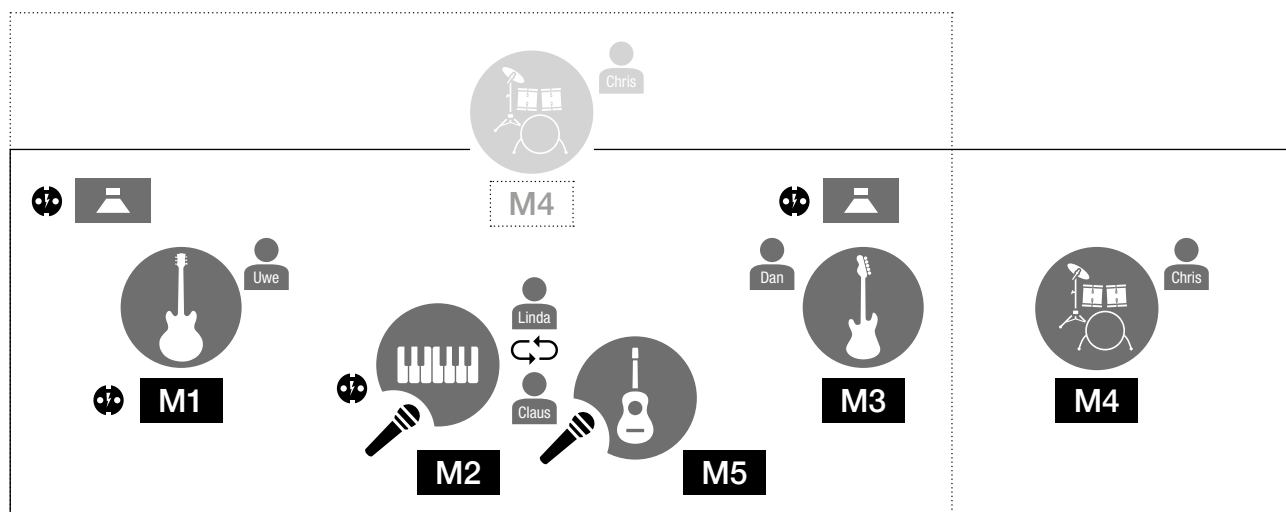 Chris
M4
Uwe
Dan
Chris
Linda
Claus
M1
M3
M4
M2
M5